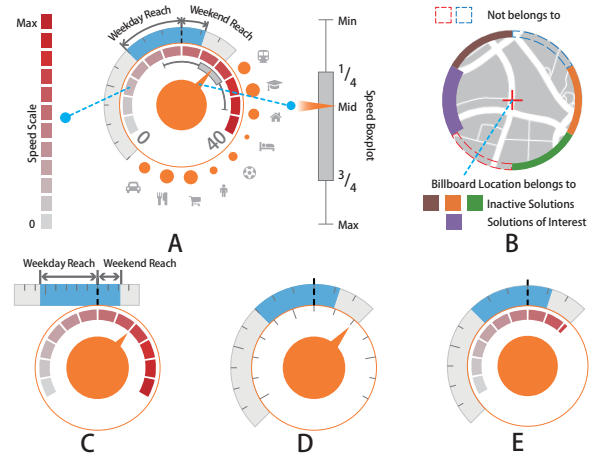 Max
Speed Scale
0
Weekday Reach
Weekend Reach
0
40
A
Min
1/4
Mid
3/4
Max
Speed Boxplot
Not belongs to
Billboard Location belongs to
Inactive Solutions
Solutions of Interest
B
Weekday Reach
Weekend Reach
C
D
E